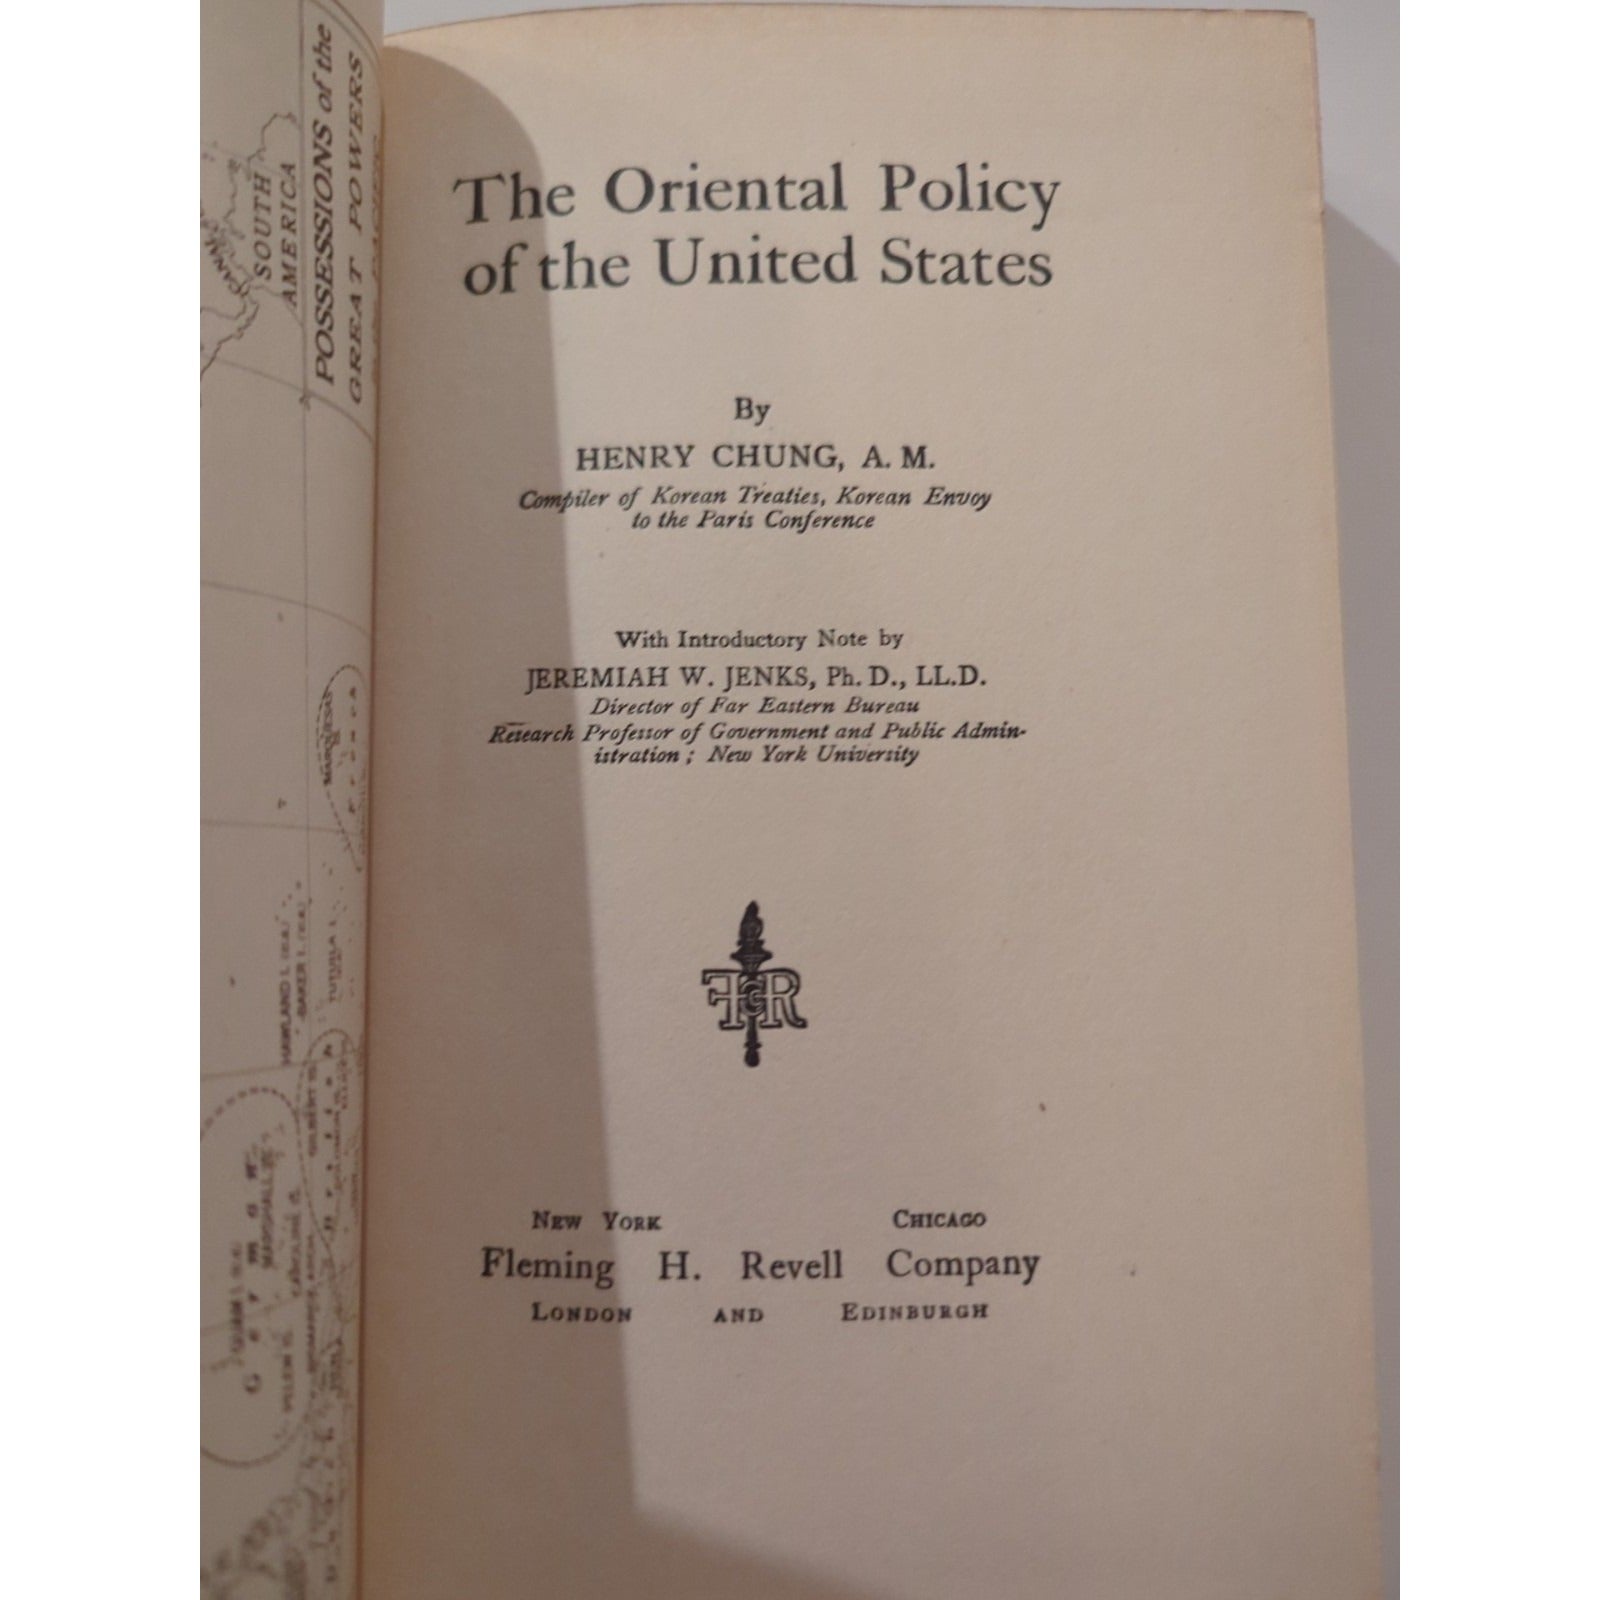 POSSESSIONS of the
GREAT POWERS
SOUTH
AMERICA
The Oriental Policy
of the United States
By
HENRY CHUNG, A. M.
Compiler of Korean Treaties, Korean Envoy
to the Paris Conference
With Introductory Note by
JEREMIAH W. JENKS, Ph. D., LL.D.
Director of Far Eastern Bureau
Research Professor of Government and Public Admin-
istration ; New York University
FHR
NEW YORK CHICAGO
Fleming H. Revell Company
LONDON AND EDINBURGH